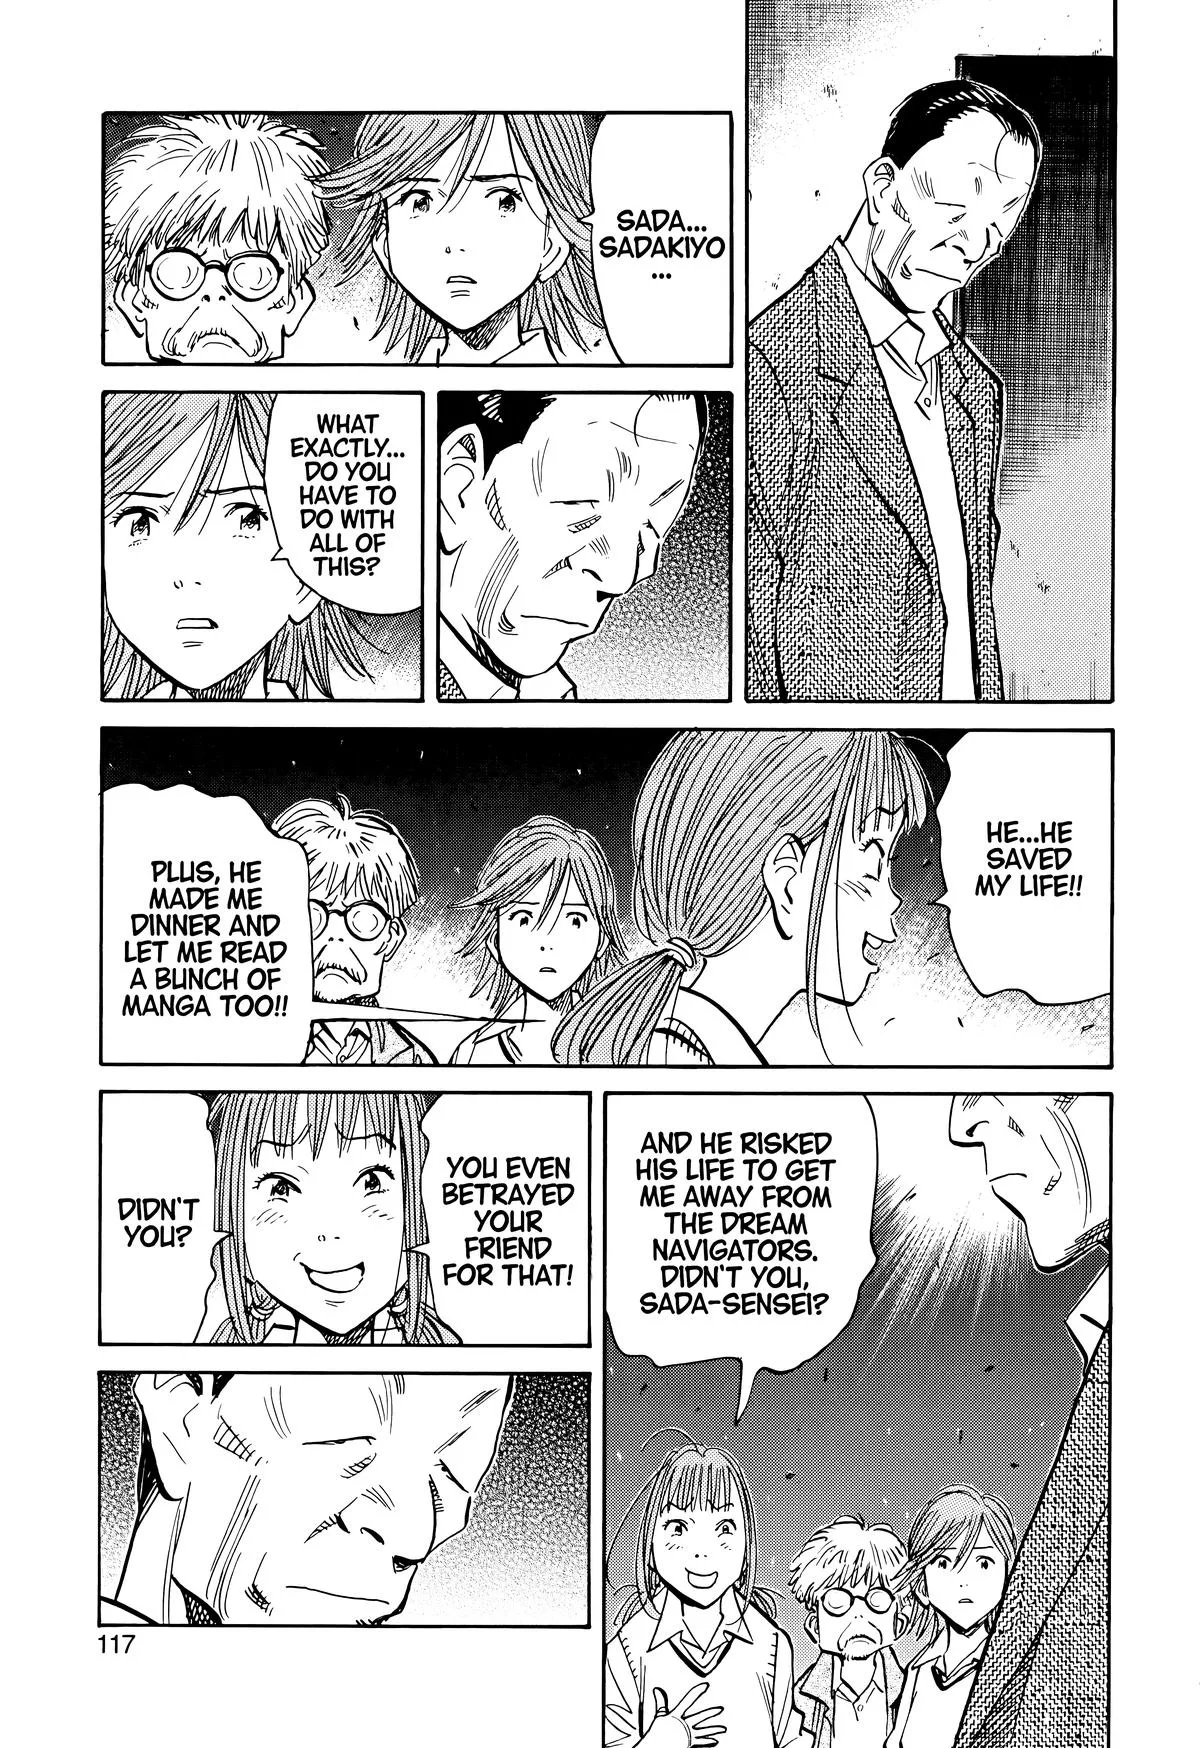 SADA...
SADAKIYO
...
WHAT
EXACTLY...
DO YOU
HAVE TO
DO WITH
ALL OF
THIS?
HE...HE
SAVED
MY LIFE!!
PLUS, HE
MADE ME
DINNER AND
LET ME READ
A BUNCH OF
MANGA TOO!!
AND HE RISKED
HIS LIFE TO GET
ME AWAY FROM
THE DREAM
NAVIGATORS.
DIDN'T YOU,
SADA-SENSEI?
YOU EVEN
BETRAYED
YOUR
FRIEND
FOR THAT!
DIDN'T
YOU?
117